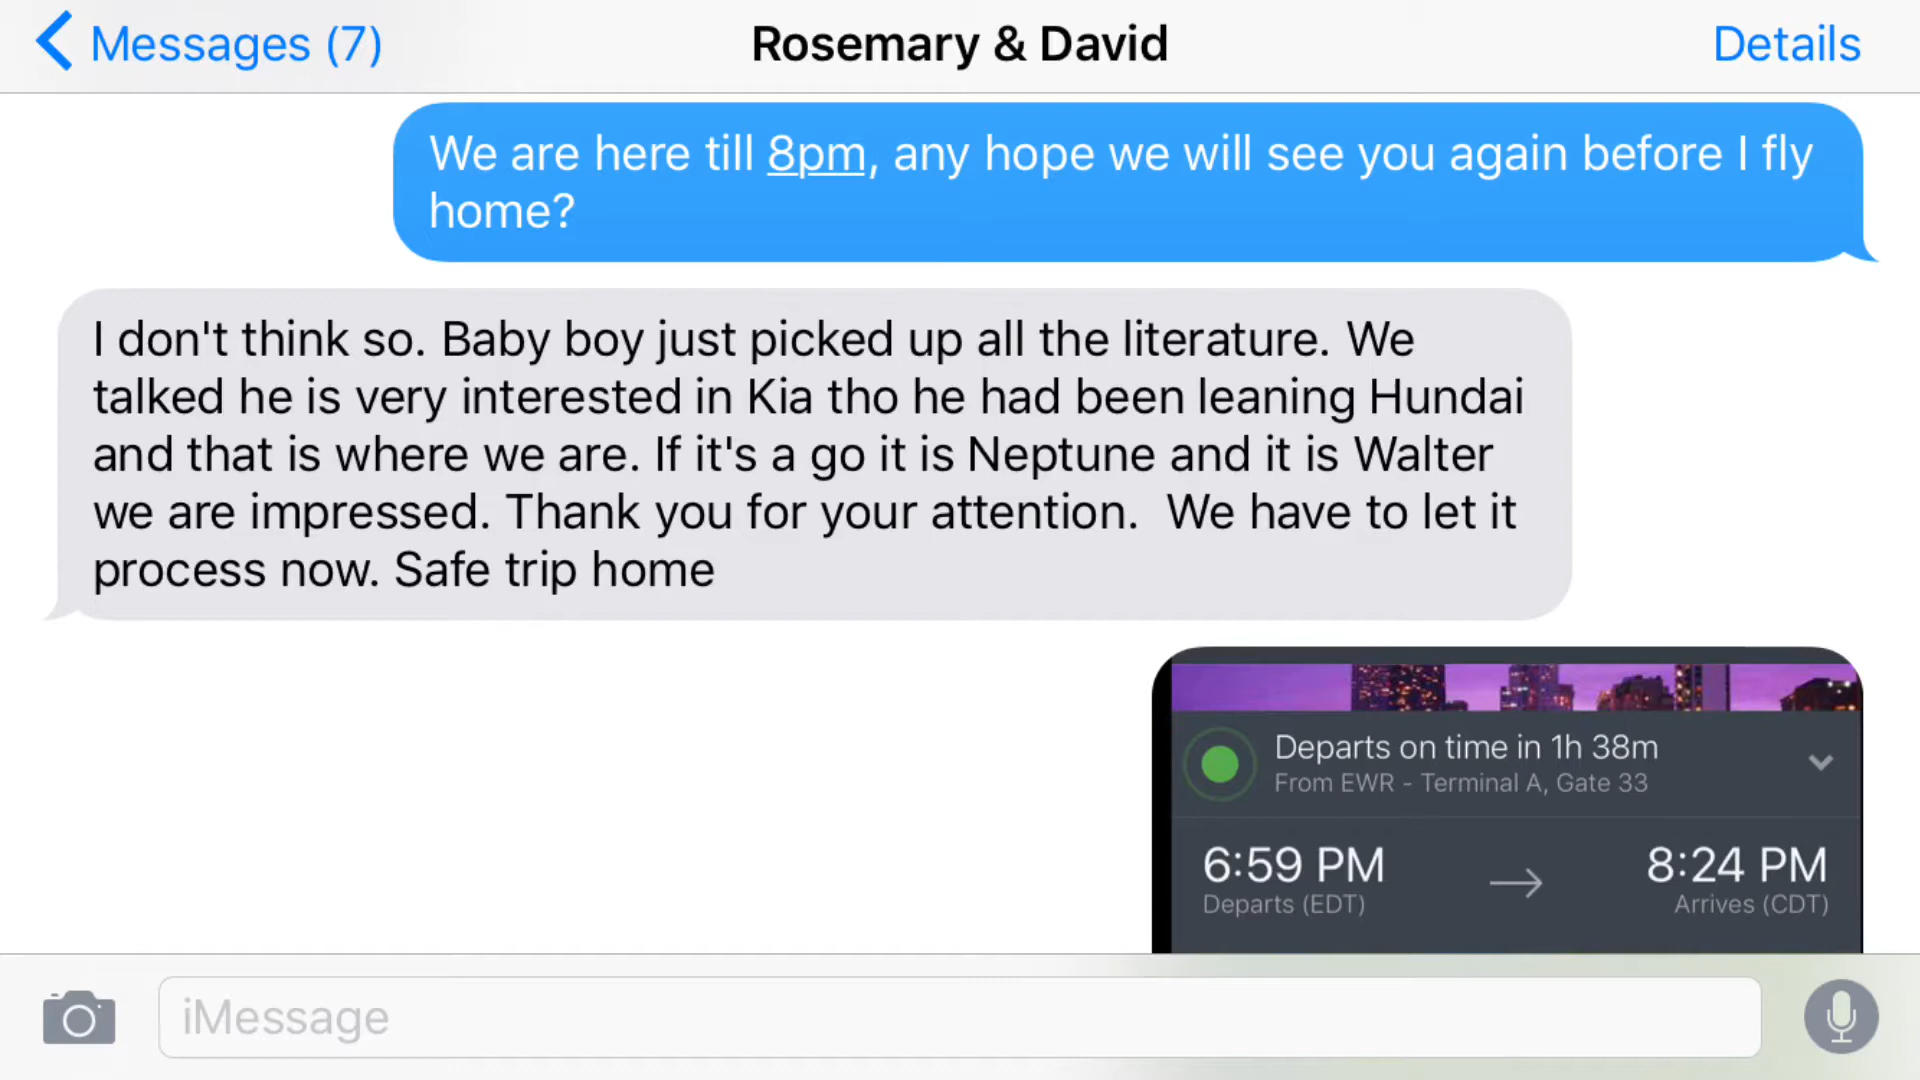 Messages (7)
Rosemary & David
Details
We are here till 8pm, any hope we will see you again before I fly
home?
I don't think so. Baby boy just picked up all the literature. We
talked he is very interested in Kia tho he had been leaning Hundai
and that is where we are. If it's a go it is Neptune and it is Walter
we are impressed. Thank you for your attention.  We have to let it
process now. Safe trip home
Departs on time in 1h 38m
From EWR - Terminal A, Gate 33
6:59 PM
8:24 PM
Departs (EDT)
Arrives (CDT)
iMessage